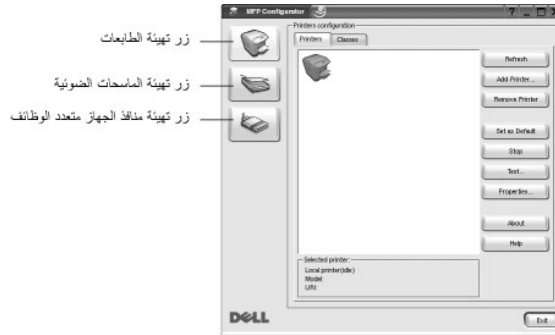 MFP Configurator
زر تهيئة الطابعات
زر تهيئة الماسحات الضوئية
زر تهيئة منافذ الجهاز متعدد الوظائف
Printers configuration
Printers
Classes
Refresh
Add Printer...
Remove Printer
Set as Default
Stop
Test...
Properties...
About
Help
Selected printer:
Local printer(idle)
Model:
URI:
DELL
Exit